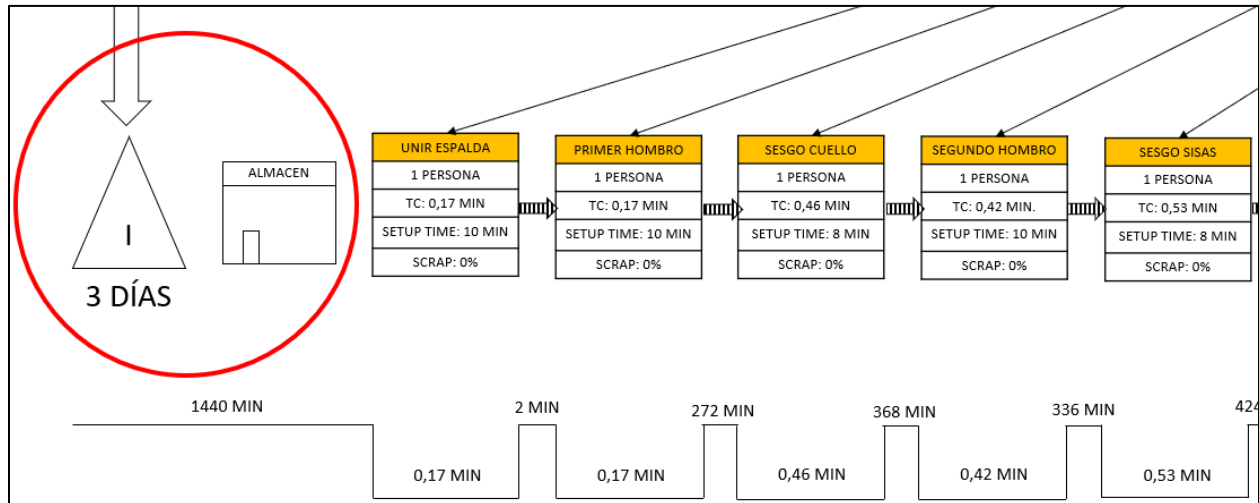 I
3 DÍAS
ALMACEN
UNIR ESPALDA
1 PERSONA
TC: 0,17 MIN
SETUP TIME: 10 MIN
SCRAP: 0%
PRIMER HOMBRO
1 PERSONA
TC: 0,17 MIN
SETUP TIME: 10 MIN
SCRAP: 0%
SESGO CUELLO
1 PERSONA
TC: 0,46 MIN
SETUP TIME: 8 MIN
SCRAP: 0%
SEGUNDO HOMBRO
1 PERSONA
TC: 0,42 MIN.
SETUP TIME: 10 MIN
SCRAP: 0%
SESGO SISAS
1 PERSONA
TC: 0,53 MIN
SETUP TIME: 8 MIN
SCRAP: 0%
1440 MIN
2 MIN
272 MIN
368 MIN
336 MIN
424
0,17 MIN
0,17 MIN
0,46 MIN
0,42 MIN
0,53 MIN